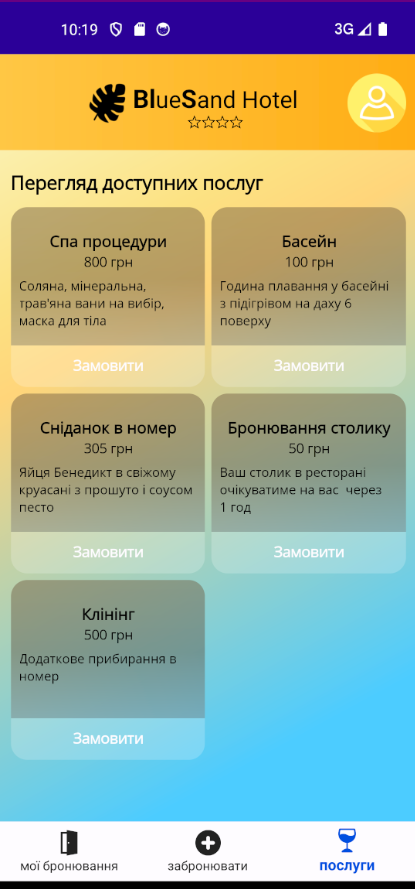 10:19
3G
BlueSand Hotel
Перегляд доступних послуг
Спа процедури
800 грн
Соляна, мінеральна,
трав'яна вани на вибір,
маска для тіла
Замовити
Басейн
100 грн
Година плавання у басейні
з підігрівом на даху 6
поверху
Замовити
Сніданок в номер
305 грн
Яйця Бенедикт в свіжому
круасані з прошуто і соусом
песто
Замовити
Бронювання столику
50 грн
Ваш столик в ресторані
очікуватиме на вас  через
1 год
Замовити
Клінінг
500 грн
Додаткове прибирання в
номер
Замовити
мої бронювання
забронювати
послуги